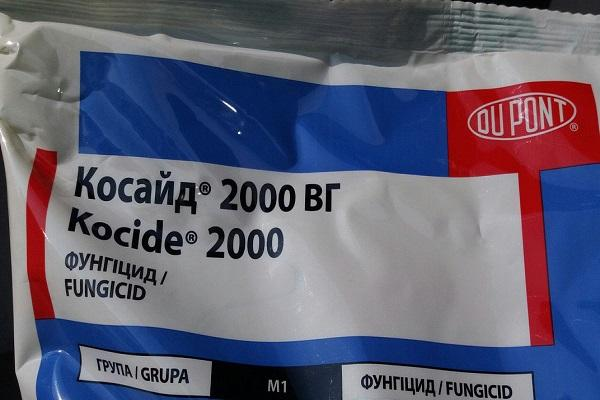 DU PONT®
Косайд® 2000 ВГ
Kocide® 2000
ФУНГІЦИД /
FUNGICID
ГРУПА / GRUPA M1 ФУНГІЦИД / FUNGICID